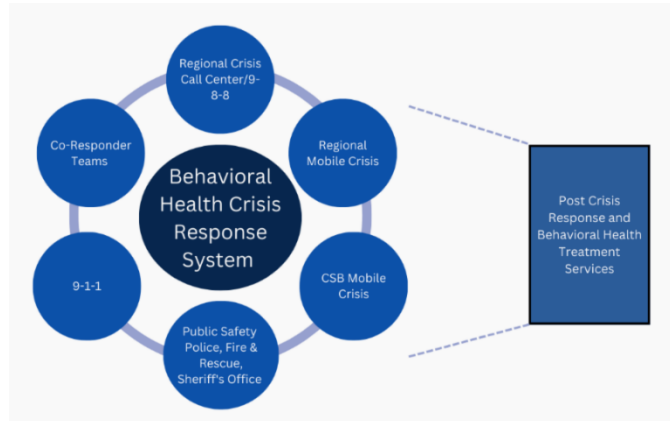 Regional Crisis
Call Center/9-
8-8
Co-Responder
Teams
Regional
Mobile Crisis
Behavioral
Health Crisis
Response
System
Post Crisis
Response and
Behavioral Health
Treatment
Services
9-1-1
CSB Mobile
Crisis
Public Safety
Police, Fire &
Rescue,
Sheriff's Office